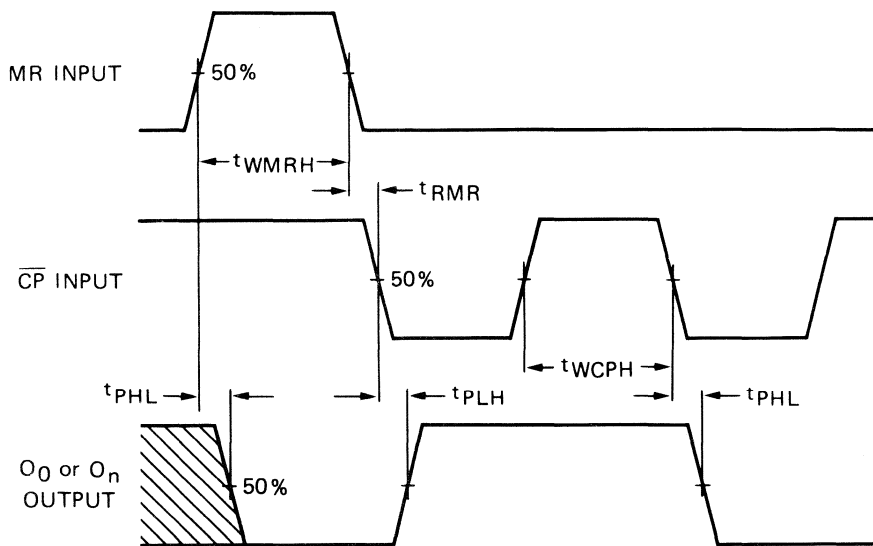 MR INPUT
50%
tWMRH
tRMR
CP INPUT
50%
tWCPH
tPHL
tPLH
tPHL
O0 or On
OUTPUT
50%